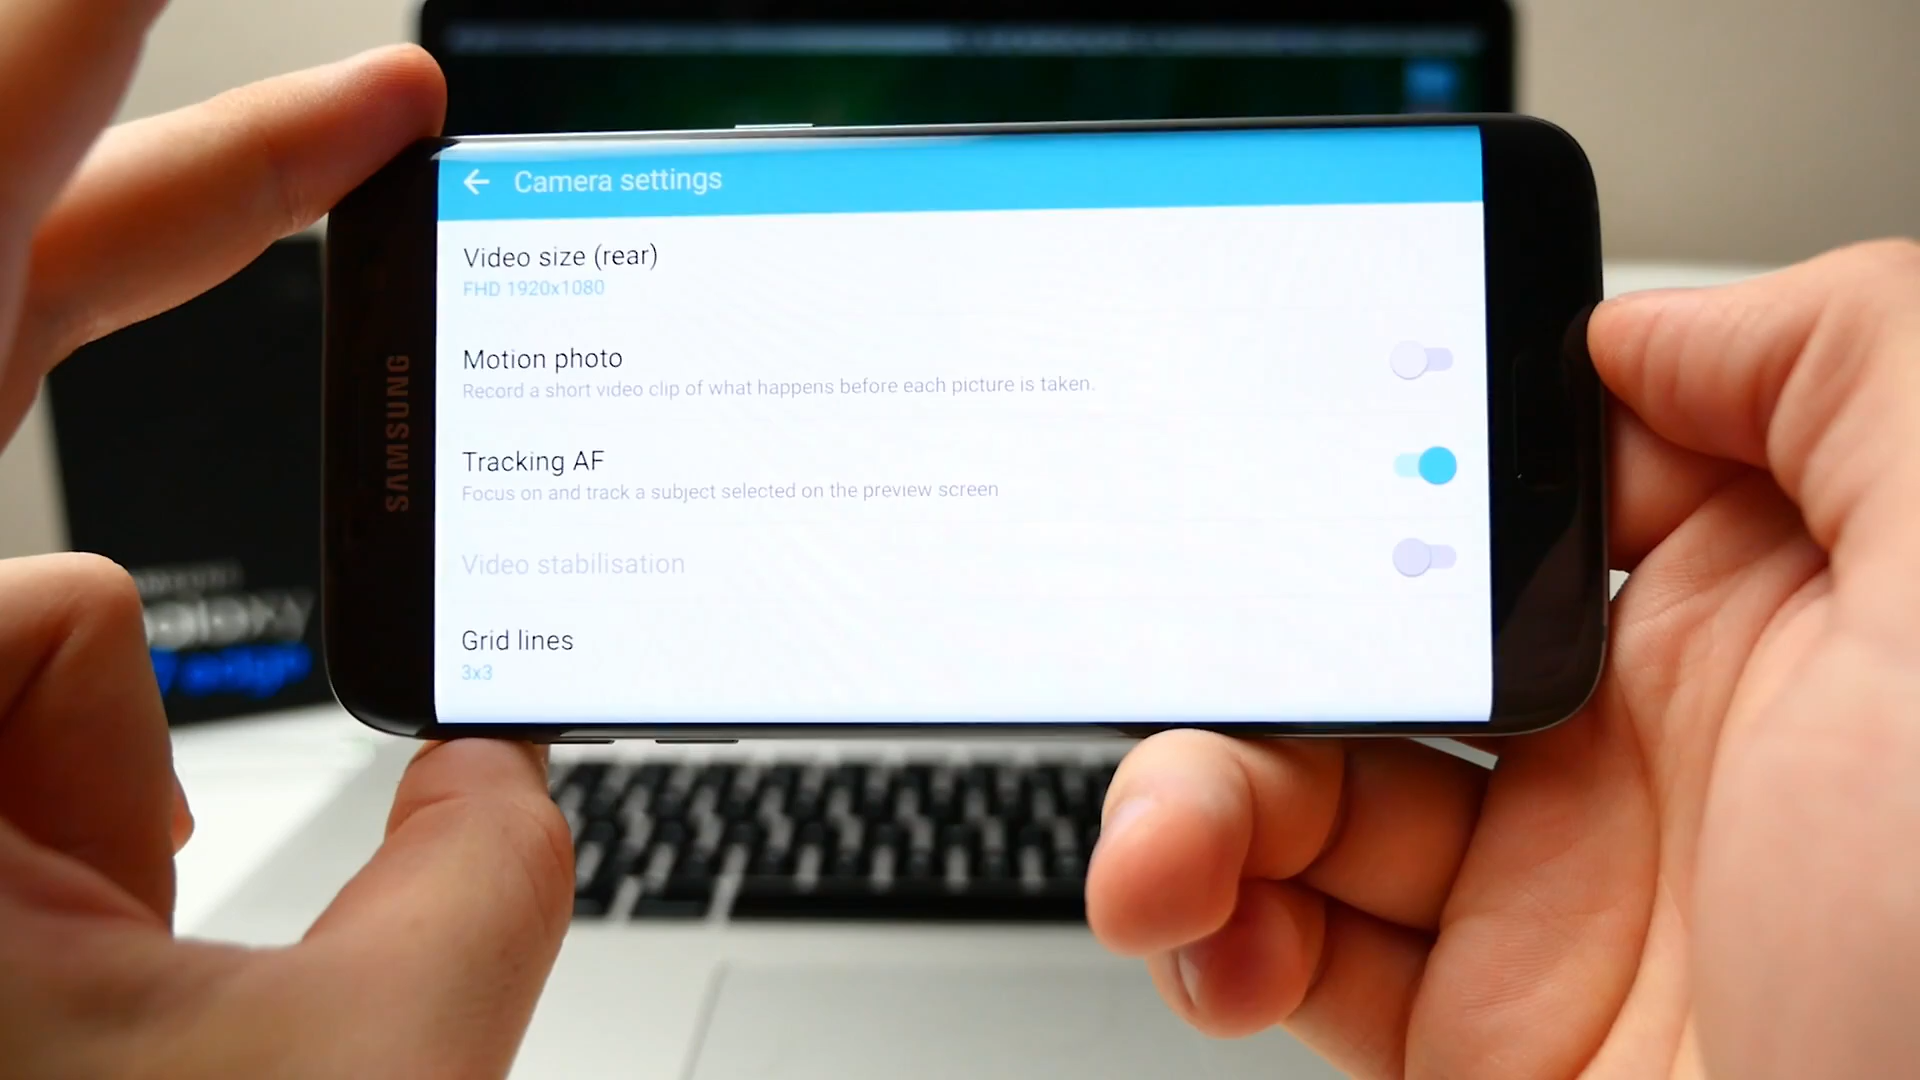 Camera settings
Video size (rear)
FHD 1920x1080
Motion photo
Record a short video clip of what happens before each picture is taken.
Tracking AF
Focus on and track a subject selected on the preview screen
Video stabilisation
Grid lines
3x3
SAMSUNG
galaxy
edge